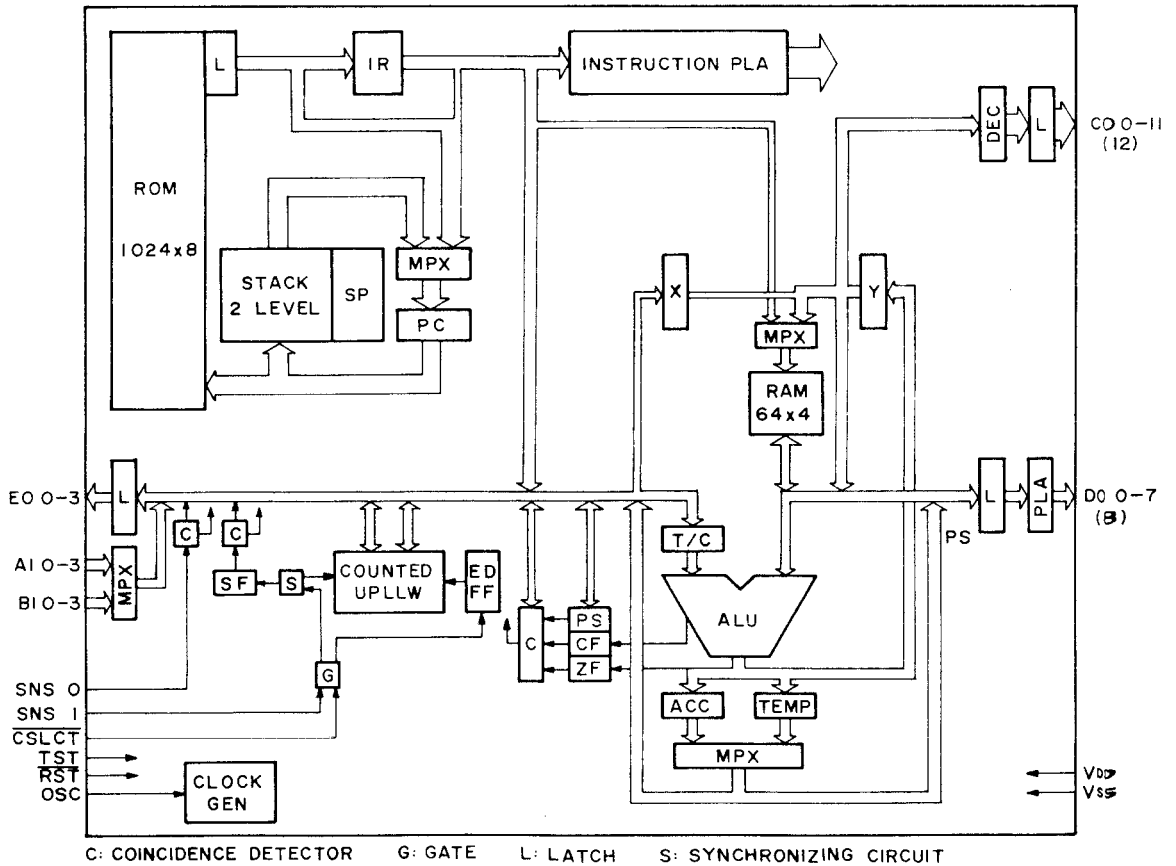 L
IR
INSTRUCTION PLA
DEC
L
CO 0-11
(12)
ROM
1024x8
STACK
2 LEVEL
SP
MPX
PC
X
Y
MPX
RAM
64x4
EO 0-3
L
L
PLA
DO 0-7
(8)
PS
C
C
T/C
AI 0-3
BI 0-3
MPX
SF
S
COUNTED
UPLLW
ED
FF
ALU
C
PS
CF
ZF
G
SNS 0
SNS 1
CSLCT
TST
RST
OSC
ACC
TEMP
MPX
CLOCK
GEN
VDD
VSS
C: COINCIDENCE DETECTOR G: GATE L: LATCH S: SYNCHRONIZING CIRCUIT